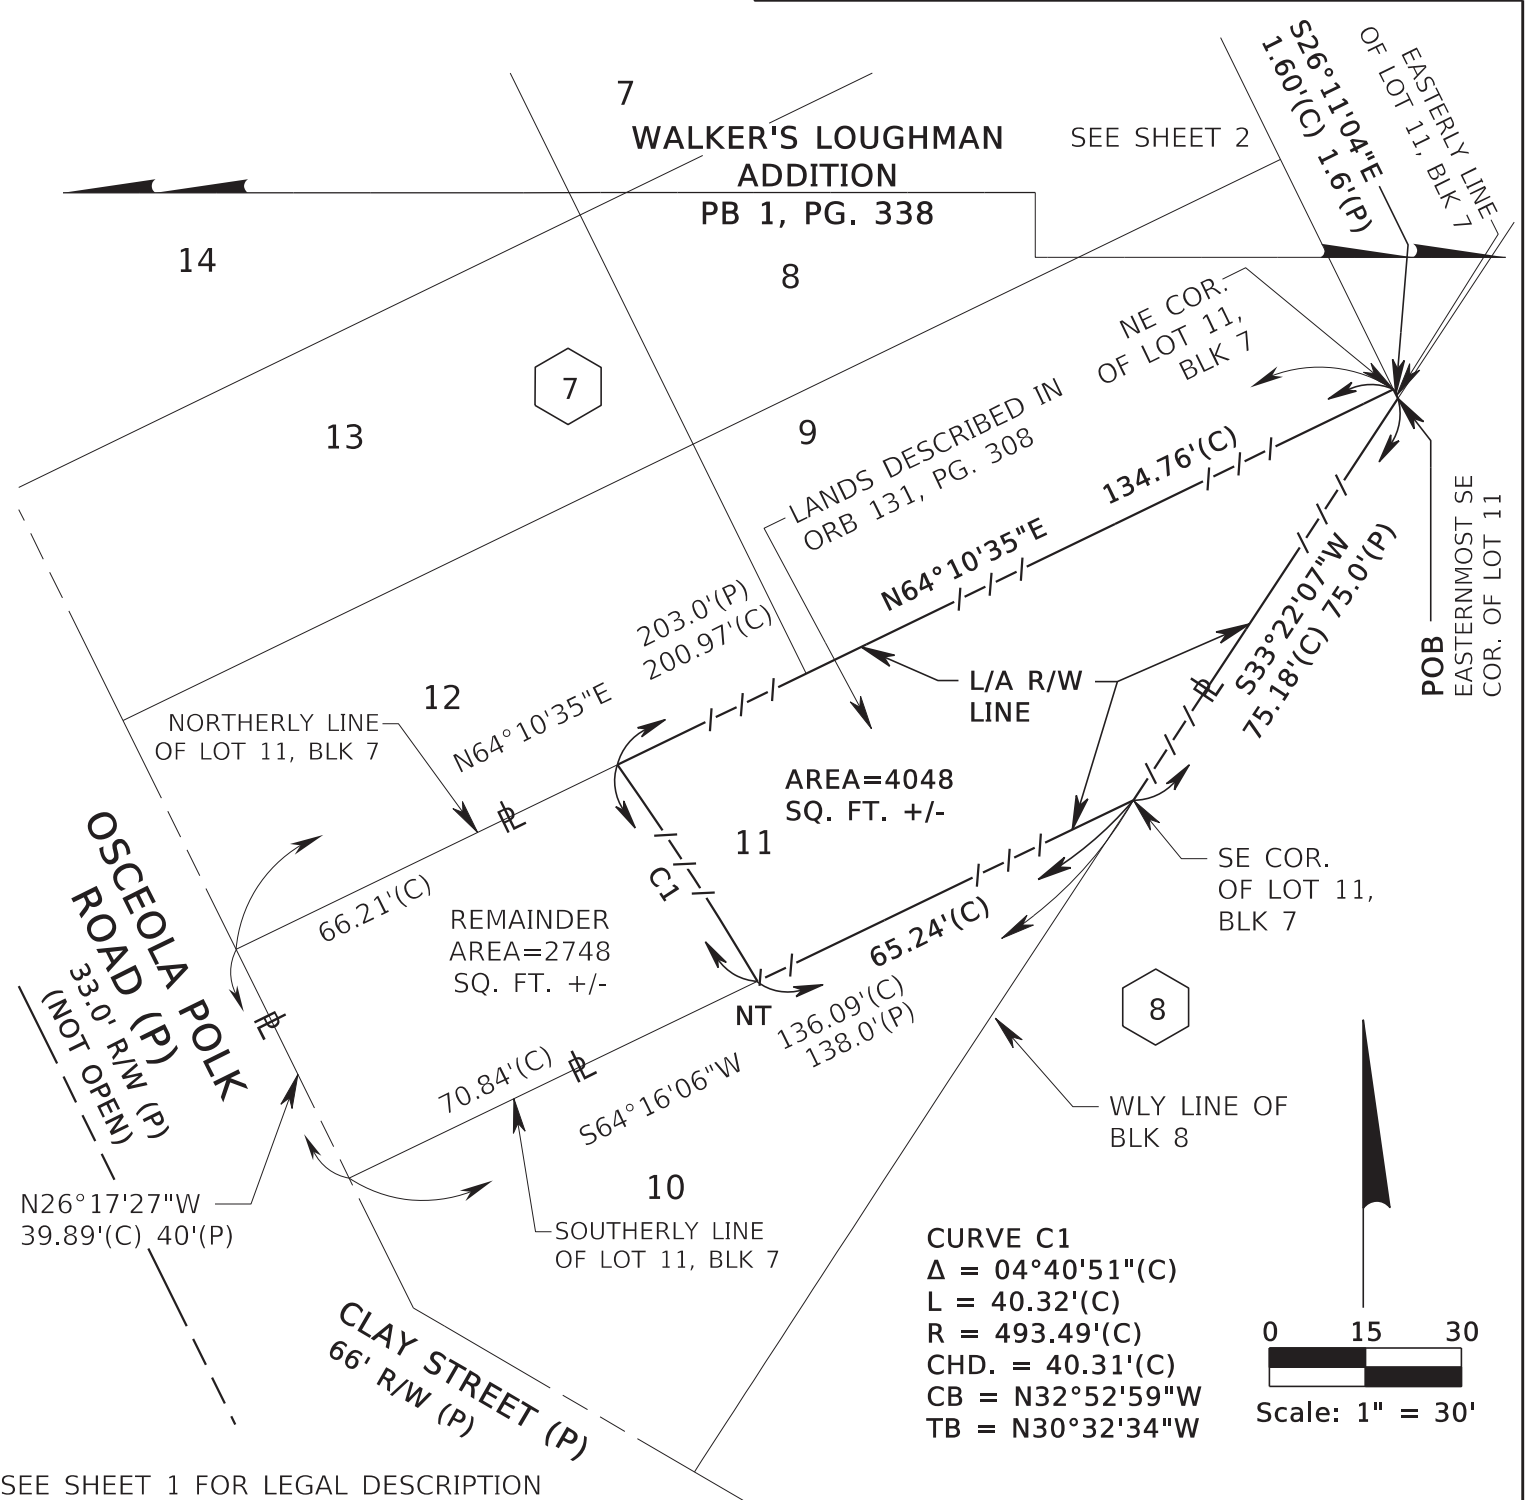 7
WALKER'S LOUGHMAN
ADDITION
PB 1, PG. 338
SEE SHEET 2
S26°11'04"E
1.60'(C) 1.6'(P)
EASTERLY LINE
OF LOT 11, BLK 7
14
8
NE COR.
OF LOT 11,
BLK 7
7
13
9
LANDS DESCRIBED IN
ORB 131, PG. 308
134.76'(C)
N64°10'35"E
S33°22'07"W
75.18'(C) 75.0'(P)
POB
EASTERNMOST SE
COR. OF LOT 11
203.0'(P)
200.97'(C)
N64°10'35"E
12
NORTHERLY LINE
OF LOT 11, BLK 7
L/A R/W
LINE
PL
AREA=4048
SQ. FT. +/-
11
PL
C1
66.21'(C)
REMAINDER
AREA=2748
SQ. FT. +/-
SE COR.
OF LOT 11,
BLK 7
65.24'(C)
OSCEOLA POLK
ROAD (P)
33.0' R/W (P)
(NOT OPEN)
PL
NT
136.09'(C)
138.0'(P)
8
70.84'(C)
PL
S64°16'06"W
WLY LINE OF
BLK 8
N26°17'27"W
39.89'(C) 40'(P)
10
SOUTHERLY LINE
OF LOT 11, BLK 7
CURVE C1
Δ = 04°40'51"(C)
L = 40.32'(C)
R = 493.49'(C)
CHD. = 40.31'(C)
CB = N32°52'59"W
TB = N30°32'34"W
0 15 30
Scale: 1" = 30'
CLAY STREET (P)
66' R/W (P)
SEE SHEET 1 FOR LEGAL DESCRIPTION